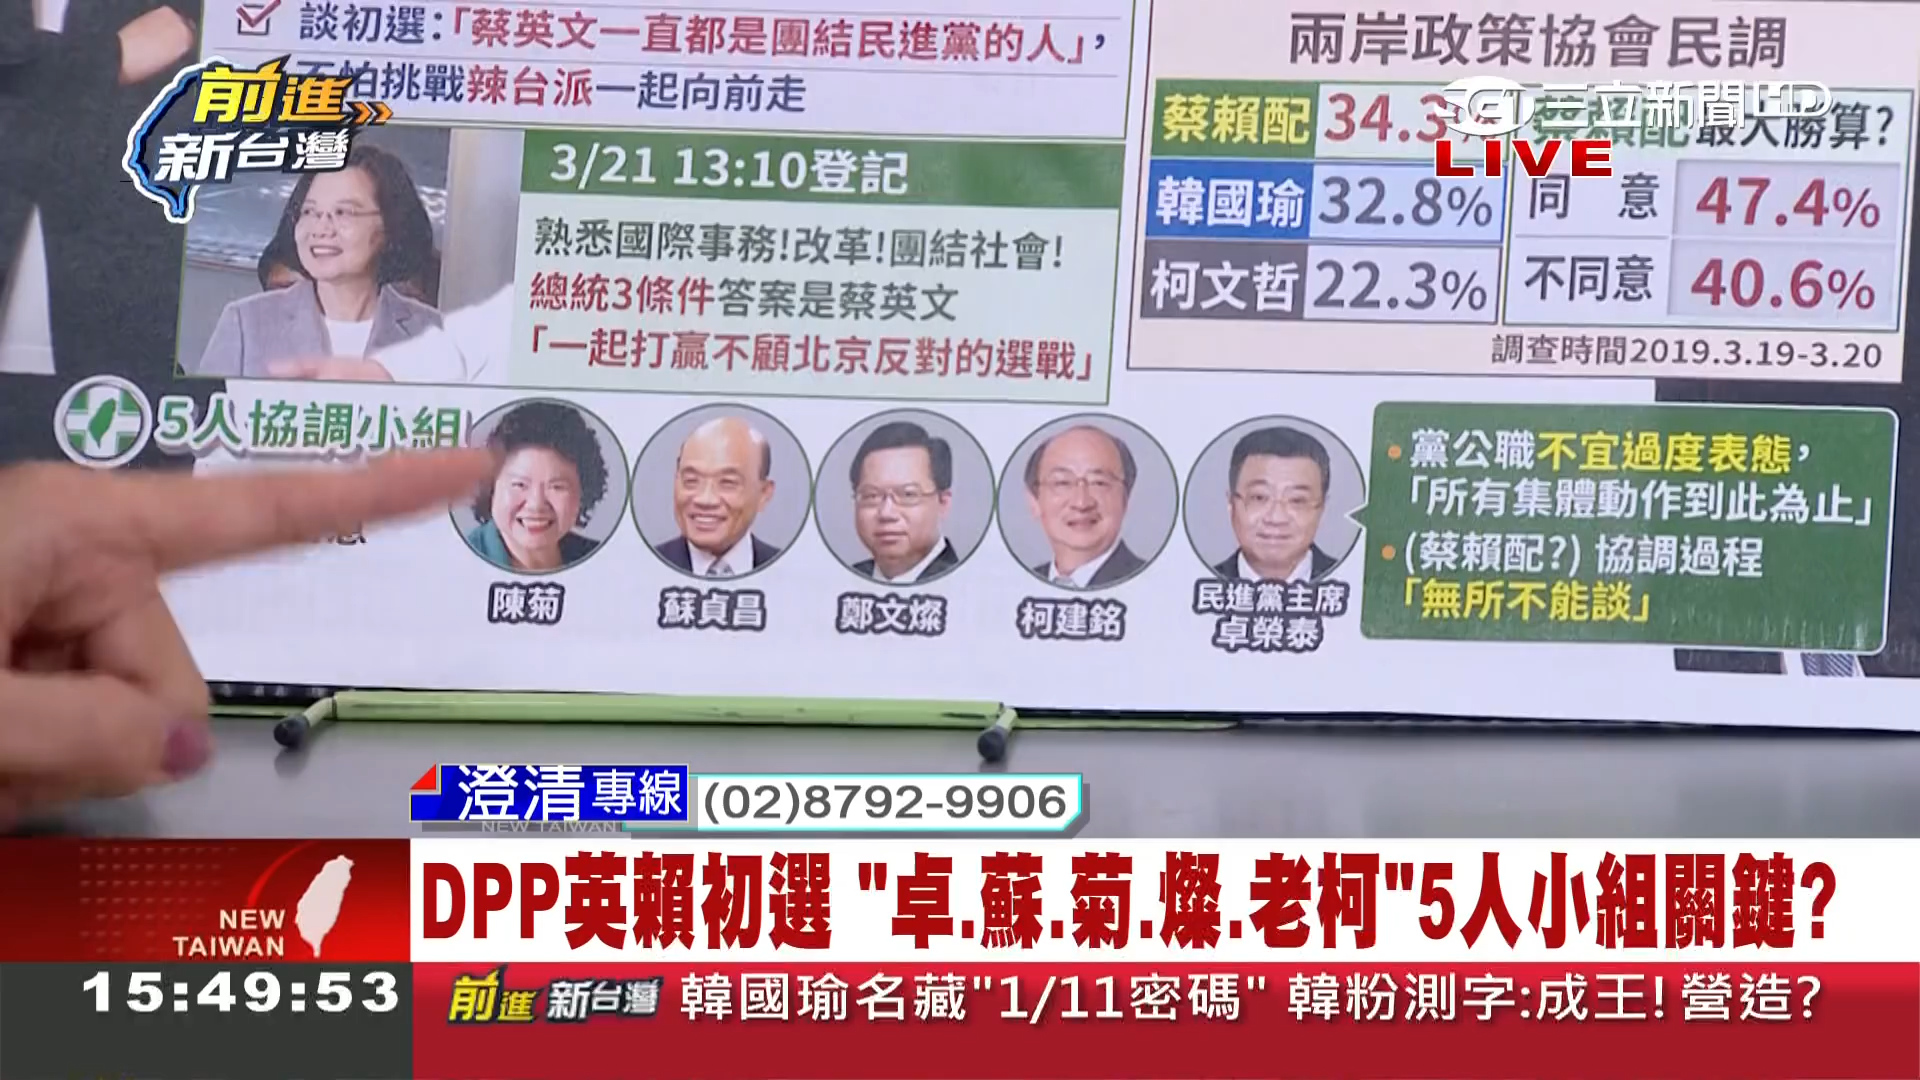 談初選:「蔡英文一直都是團結民進黨的人」,
怕挑戰辣台派一起向前走
前進
新台灣
3/21 13:10登記
熟悉國際事務!改革!團結社會!
總統3條件答案是蔡英文
「一起打贏不顧北京反對的選戰」
兩岸政策協會民調
蔡賴配 34.3%
韓國瑜 32.8%
柯文哲 22.3%
蔡賴配最大勝算?
同 意 47.4%
不同意 40.6%
調查時間2019.3.19-3.20
三立新聞HD
LIVE
5人協調小組
陳菊
蘇貞昌
鄭文燦
柯建銘
民進黨主席
卓榮泰
黨公職不宜過度表態,
「所有集體動作到此為止」
(蔡賴配?) 協調過程
「無所不能談」
澄清專線 (02)8792-9906
NEW TAIWAN
DPP英賴初選 "卓.蘇.菊.燦.老柯"5人小組關鍵?
NEW
TAIWAN
15:49:53
前進新台灣 韓國瑜名藏"1/11密碼" 韓粉測字:成王!營造?